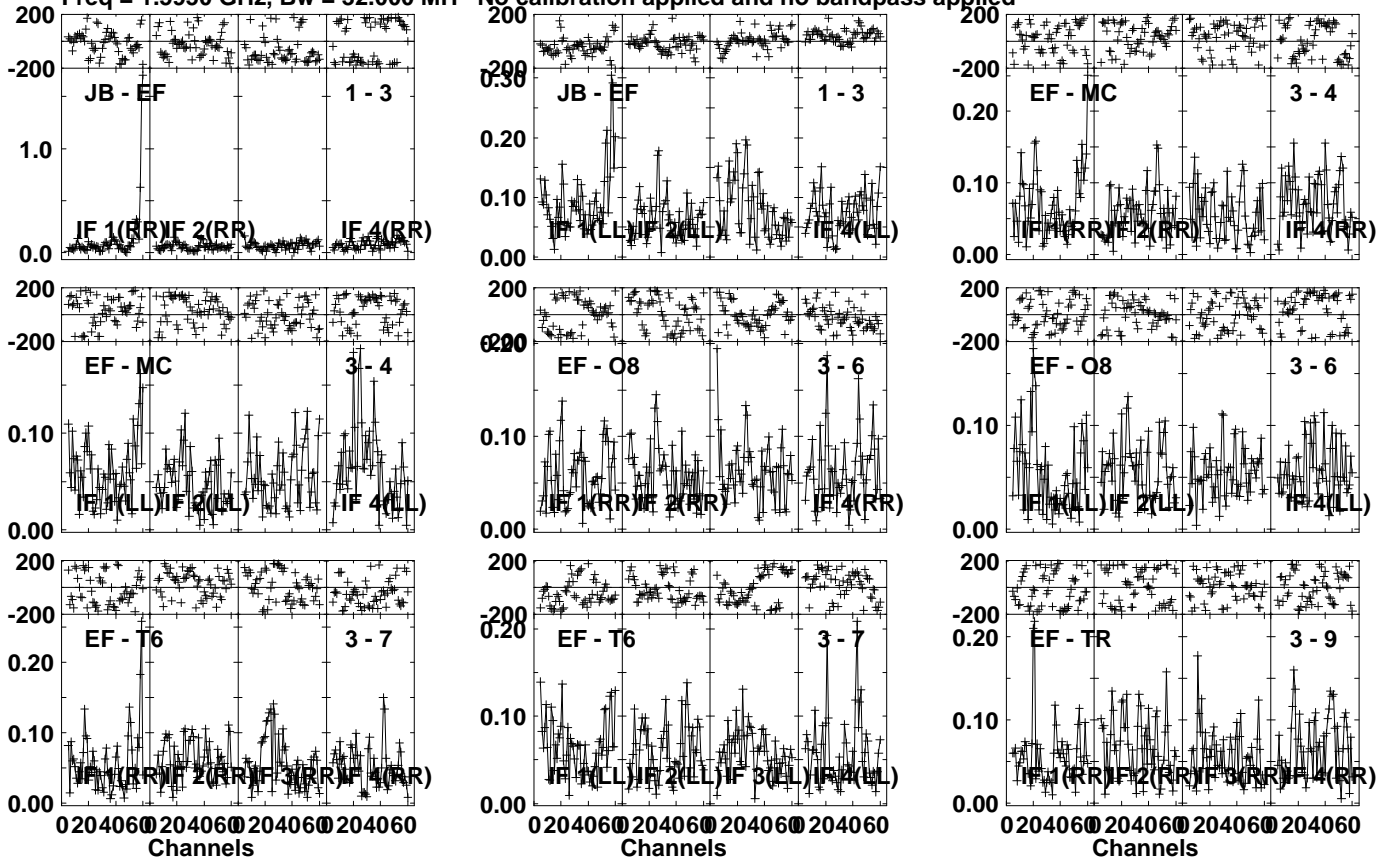 Freq = 1.5950 GHz, Bw = 32.000 MH No calibration applied and no bandpass applied
200
-200
JB - EF
1 - 3
1.0
0.0
IF 1(RR)
IF 2(RR)
IF 4(RR)
200
-200
0.30
JB - EF
1 - 3
0.20
0.10
0.00
IF 1(LL)
IF 2(LL)
IF 4(LL)
200
-200
EF - MC
3 - 4
0.20
0.10
0.00
IF 1(RR)
IF 2(RR)
IF 4(RR)
200
-200
EF - MC
3 - 4
0.10
0.00
IF 1(LL)
IF 2(LL)
IF 4(LL)
200
-200
0.20
EF - O8
3 - 6
0.10
0.00
IF 1(RR)
IF 2(RR)
IF 4(RR)
200
-200
EF - O8
3 - 6
0.10
0.00
IF 1(LL)
IF 2(LL)
IF 4(LL)
200
-200
EF - T6
3 - 7
0.20
0.10
0.00
IF 1(RR)
IF 2(RR)
IF 3(RR)
IF 4(RR)
0 20 40 60 0 20 40 60 0 20 40 60 0 20 40 60
Channels
200
-200
0.20
EF - T6
3 - 7
0.10
0.00
IF 1(LL)
IF 2(LL)
IF 3(LL)
IF 4(LL)
0 20 40 60 0 20 40 60 0 20 40 60 0 20 40 60
Channels
200
-200
0.20
EF - TR
3 - 9
0.10
0.00
IF 1(RR)
IF 2(RR)
IF 3(RR)
IF 4(RR)
0 20 40 60 0 20 40 60 0 20 40 60 0 20 40 60
Channels